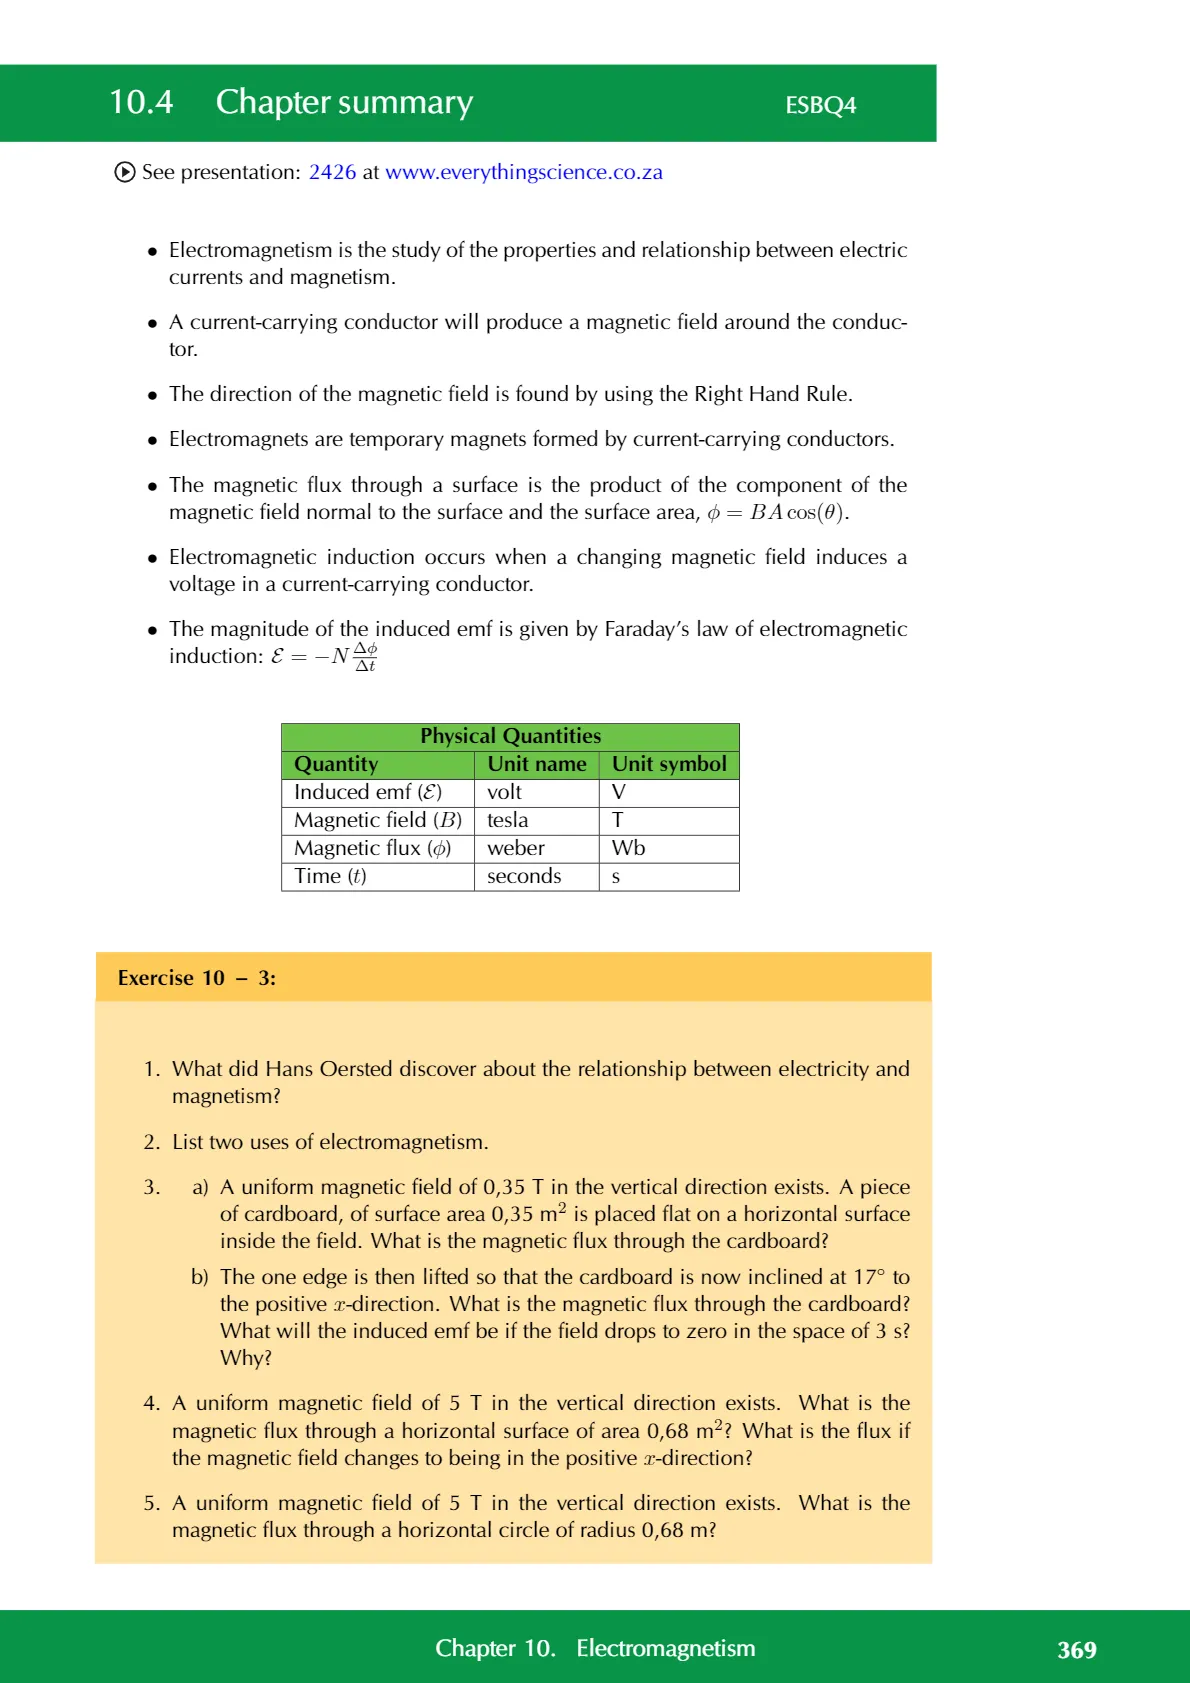 10.4 Chapter summary ESBQ4
See presentation: 2426 at www.everythingscience.co.za
• Electromagnetism is the study of the properties and relationship between electric
currents and magnetism.
• A current-carrying conductor will produce a magnetic field around the conduc-
tor.
• The direction of the magnetic field is found by using the Right Hand Rule.
• Electromagnets are temporary magnets formed by current-carrying conductors.
• The magnetic flux through a surface is the product of the component of the
magnetic field normal to the surface and the surface area, ϕ = BA cos(θ).
• Electromagnetic induction occurs when a changing magnetic field induces a
voltage in a current-carrying conductor.
• The magnitude of the induced emf is given by Faraday's law of electromagnetic
induction: ℰ = −N Δϕ/Δt
Physical Quantities
Quantity Unit name Unit symbol
Induced emf (ℰ) volt V
Magnetic field (B) tesla T
Magnetic flux (ϕ) weber Wb
Time (t) seconds s
Exercise 10 – 3:
1. What did Hans Oersted discover about the relationship between electricity and
magnetism?
2. List two uses of electromagnetism.
3. a) A uniform magnetic field of 0,35 T in the vertical direction exists. A piece
of cardboard, of surface area 0,35 m² is placed flat on a horizontal surface
inside the field. What is the magnetic flux through the cardboard?
b) The one edge is then lifted so that the cardboard is now inclined at 17° to
the positive x-direction. What is the magnetic flux through the cardboard?
What will the induced emf be if the field drops to zero in the space of 3 s?
Why?
4. A uniform magnetic field of 5 T in the vertical direction exists. What is the
magnetic flux through a horizontal surface of area 0,68 m²? What is the flux if
the magnetic field changes to being in the positive x-direction?
5. A uniform magnetic field of 5 T in the vertical direction exists. What is the
magnetic flux through a horizontal circle of radius 0,68 m?
Chapter 10. Electromagnetism 369